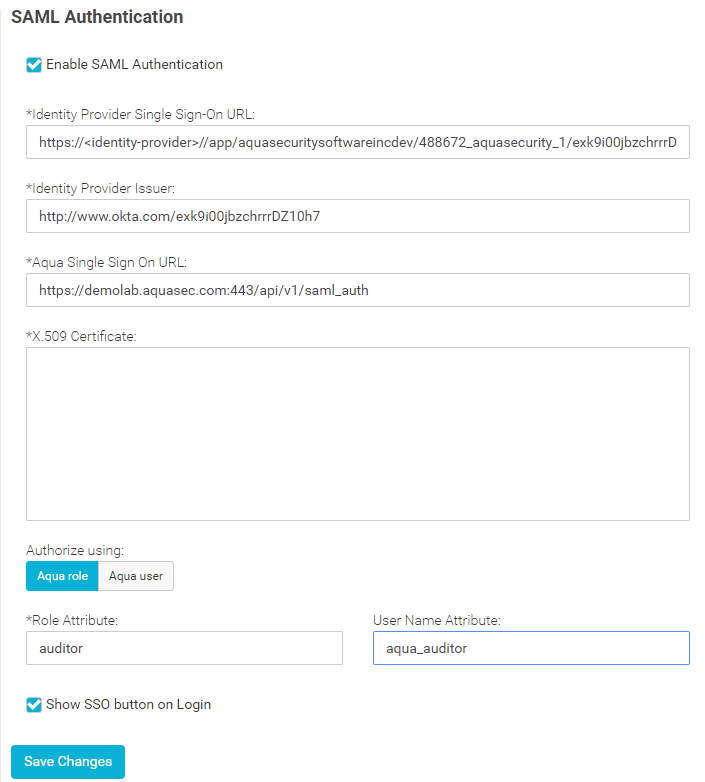 SAML Authentication
Enable SAML Authentication
*Identity Provider Single Sign-On URL:
https://<identity-provider>//app/aquasecuritysoftwareincdev/488672_aquasecurity_1/exk9i00jbzchrrrD
*Identity Provider Issuer:
http://www.okta.com/exk9i00jbzchrrrDZ10h7
*Aqua Single Sign On URL:
https://demolab.aquasec.com:443/api/v1/saml_auth
*X.509 Certificate:
Authorize using:
Aqua role Aqua user
*Role Attribute: User Name Attribute:
auditor aqua_auditor
Show SSO button on Login
Save Changes